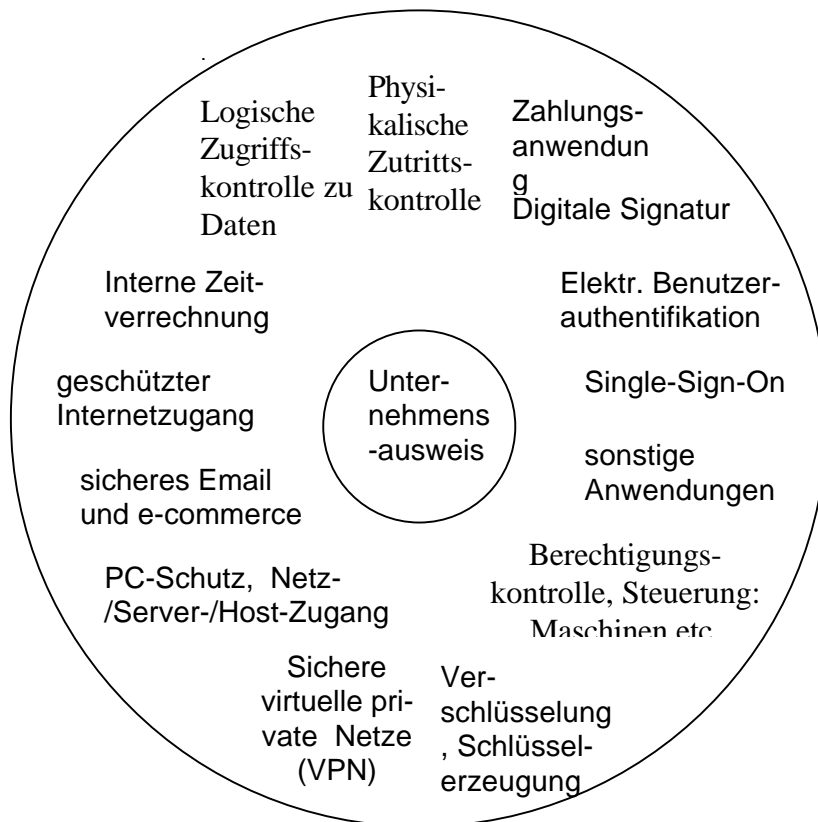 Logische
Zugriffs-
kontrolle zu
Daten
Physi-
kalische
Zutritts-
kontrolle
Zahlungs-
anwendun
g
Digitale Signatur
Interne Zeit-
verrechnung
Elektr. Benutzer-
authentifikation
geschützter
Internetzugang
Unter-
nehmens
-ausweis
Single-Sign-On
sicheres Email
und e-commerce
sonstige
Anwendungen
PC-Schutz, Netz-
/Server-/Host-Zugang
Berechtigungs-
kontrolle, Steuerung:
Maschinen etc
Sichere
virtuelle pri-
vate Netze
(VPN)
Ver-
schlüsselung
, Schlüssel-
erzeugung